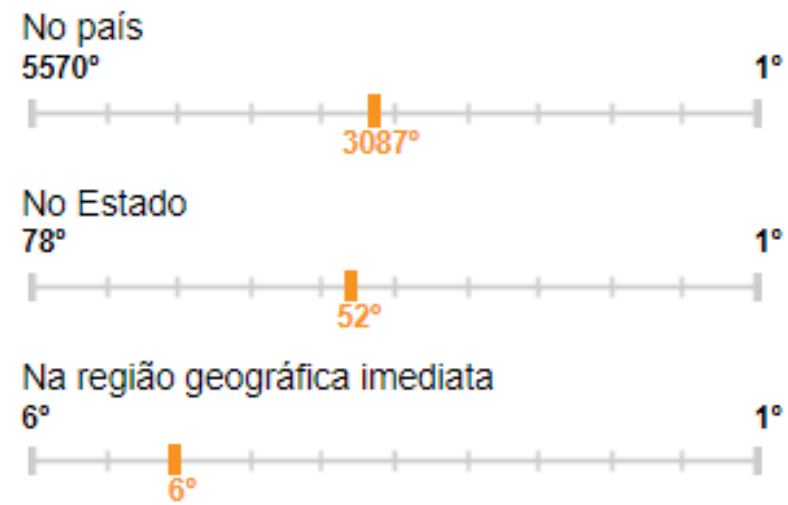 No país
5570º 1º
3087º
No Estado
78º 1º
52º
Na região geográfica imediata
6º 1º
6º